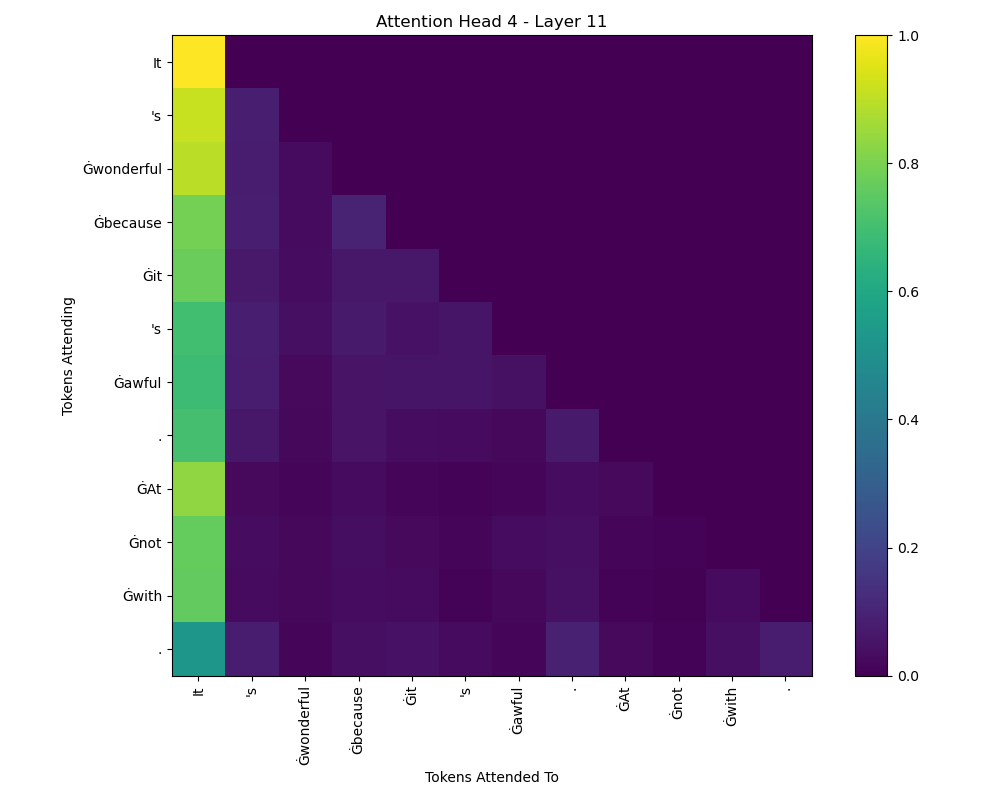 Attention Head 4 - Layer 11
It
's
Ġwonderful
Ġbecause
Ġit
's
Ġawful
.
ĠAt
Ġnot
Ġwith
.
Tokens Attending
It
's
Ġwonderful
Ġbecause
Ġit
's
Ġawful
.
ĠAt
Ġnot
Ġwith
.
Tokens Attended To
1.0
0.8
0.6
0.4
0.2
0.0